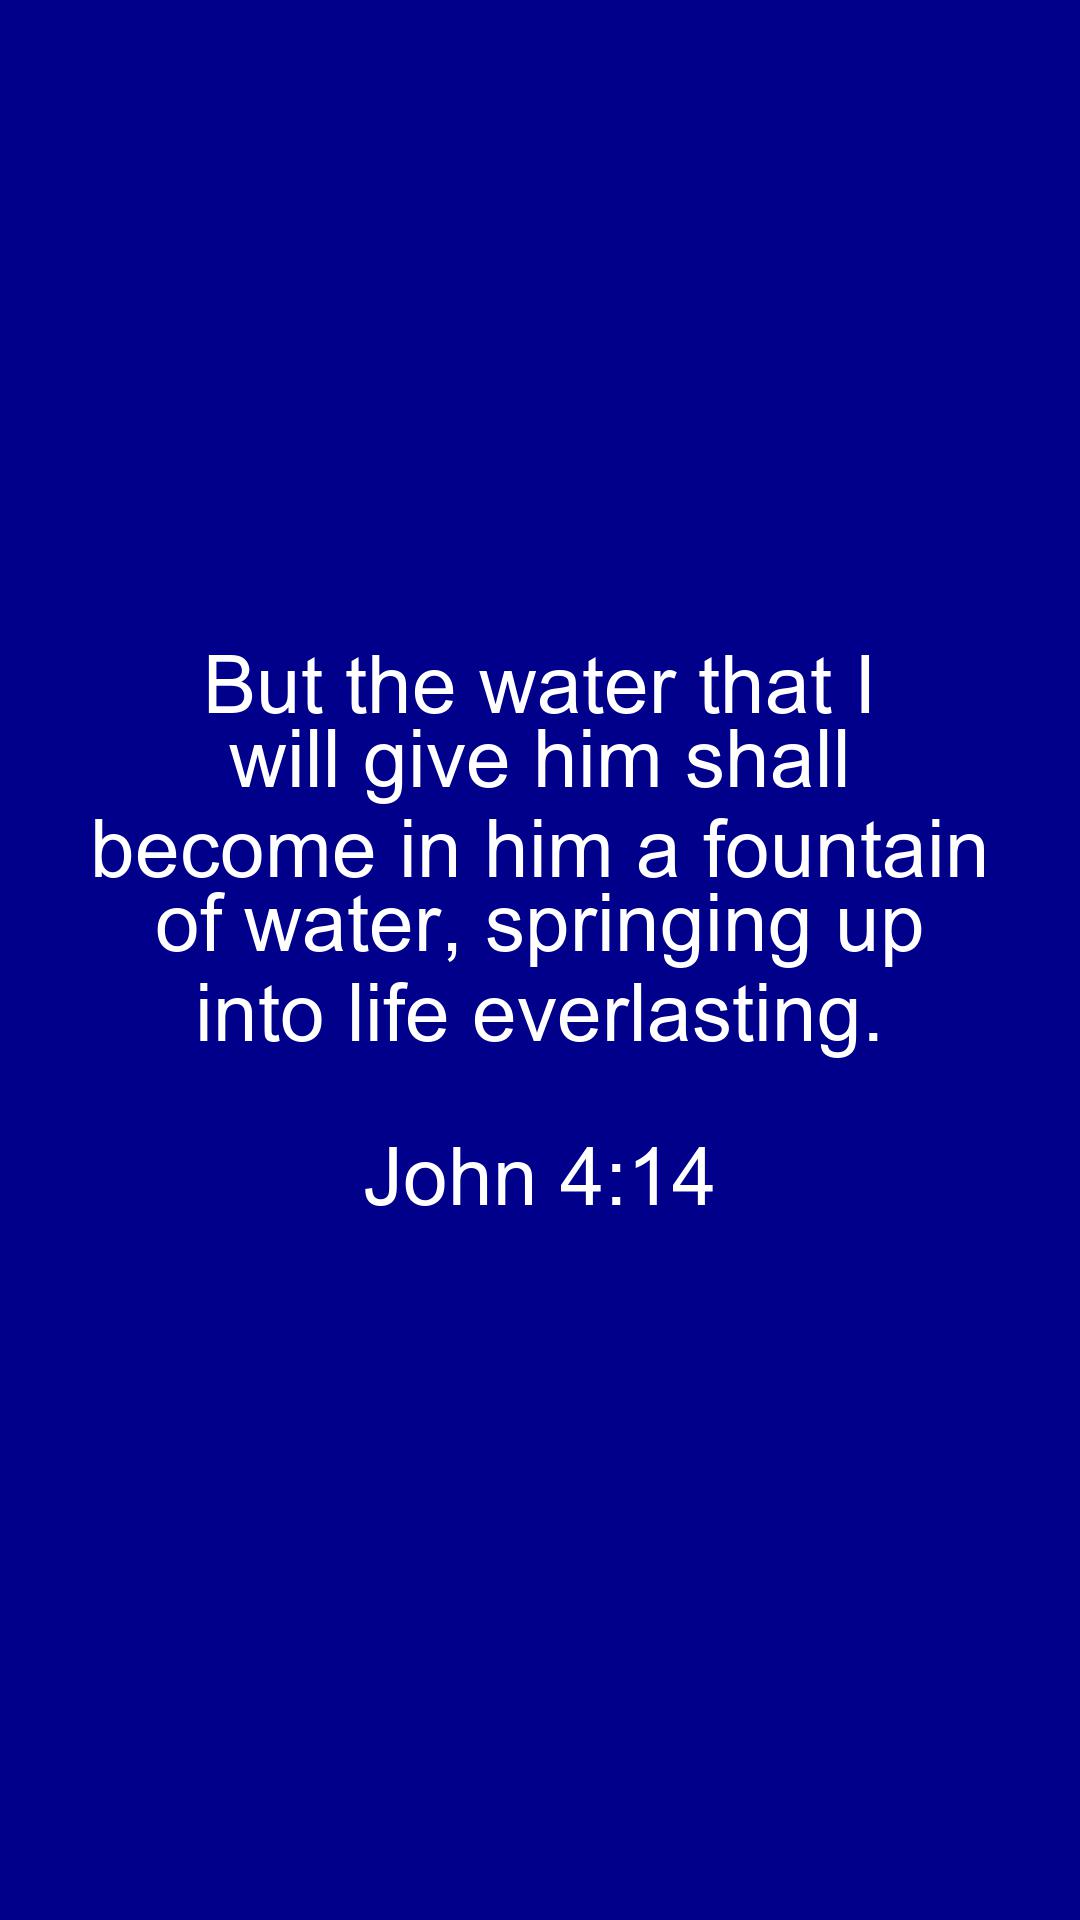 But the water that I
will give him shall
become in him a fountain
of water, springing up
into life everlasting.
John 4:14